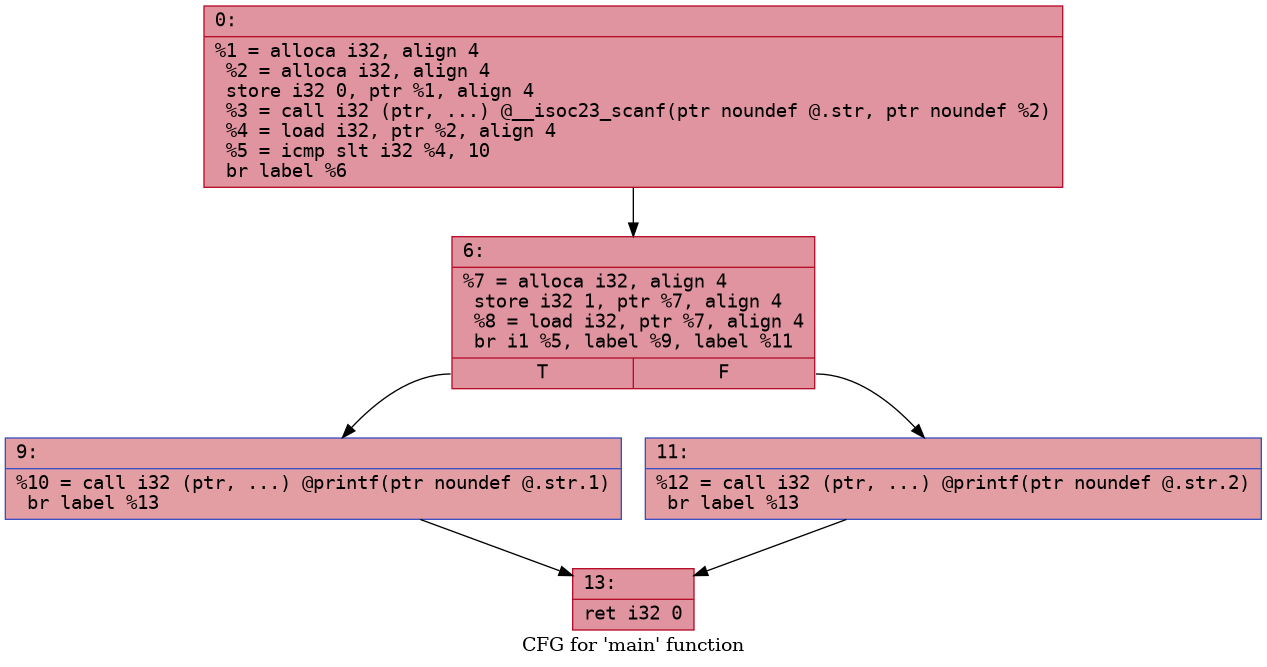 0:
%1 = alloca i32, align 4
%2 = alloca i32, align 4
store i32 0, ptr %1, align 4
%3 = call i32 (ptr, ...) @__isoc23_scanf(ptr noundef @.str, ptr noundef %2)
%4 = load i32, ptr %2, align 4
%5 = icmp slt i32 %4, 10
br label %6
6:
%7 = alloca i32, align 4
store i32 1, ptr %7, align 4
%8 = load i32, ptr %7, align 4
br i1 %5, label %9, label %11
T F
9:
%10 = call i32 (ptr, ...) @printf(ptr noundef @.str.1)
br label %13
11:
%12 = call i32 (ptr, ...) @printf(ptr noundef @.str.2)
br label %13
13:
ret i32 0
CFG for 'main' function